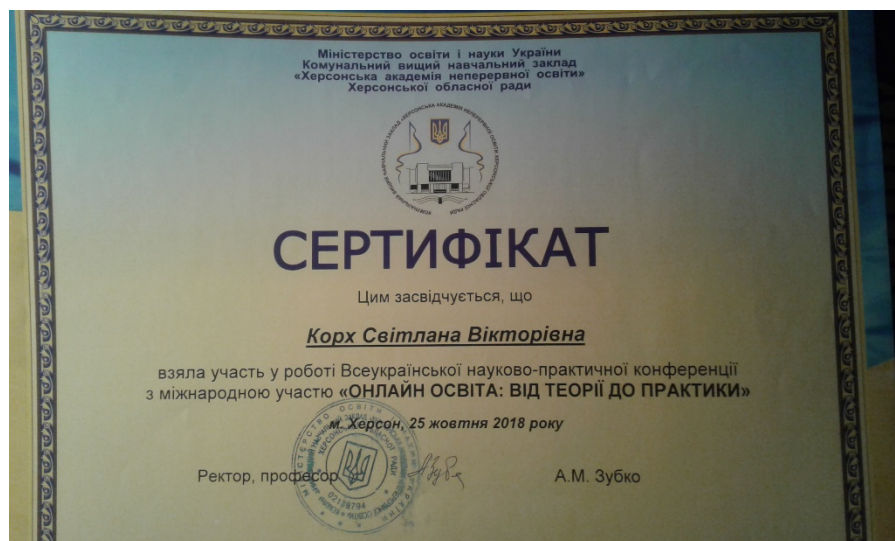 Міністерство освіти і науки України
Комунальний вищий навчальний заклад
«Херсонська академія неперервної освіти»
Херсонської обласної ради
СЕРТИФІКАТ
Цим засвідчується, що
Корх Світлана Вікторівна
взяла участь у роботі Всеукраїнської науково-практичної конференції
з міжнародною участю «ОНЛАЙН ОСВІТА: ВІД ТЕОРІЇ ДО ПРАКТИКИ»
м. Херсон, 25 жовтня 2018 року
Ректор, професор А.М. Зубко
02139794